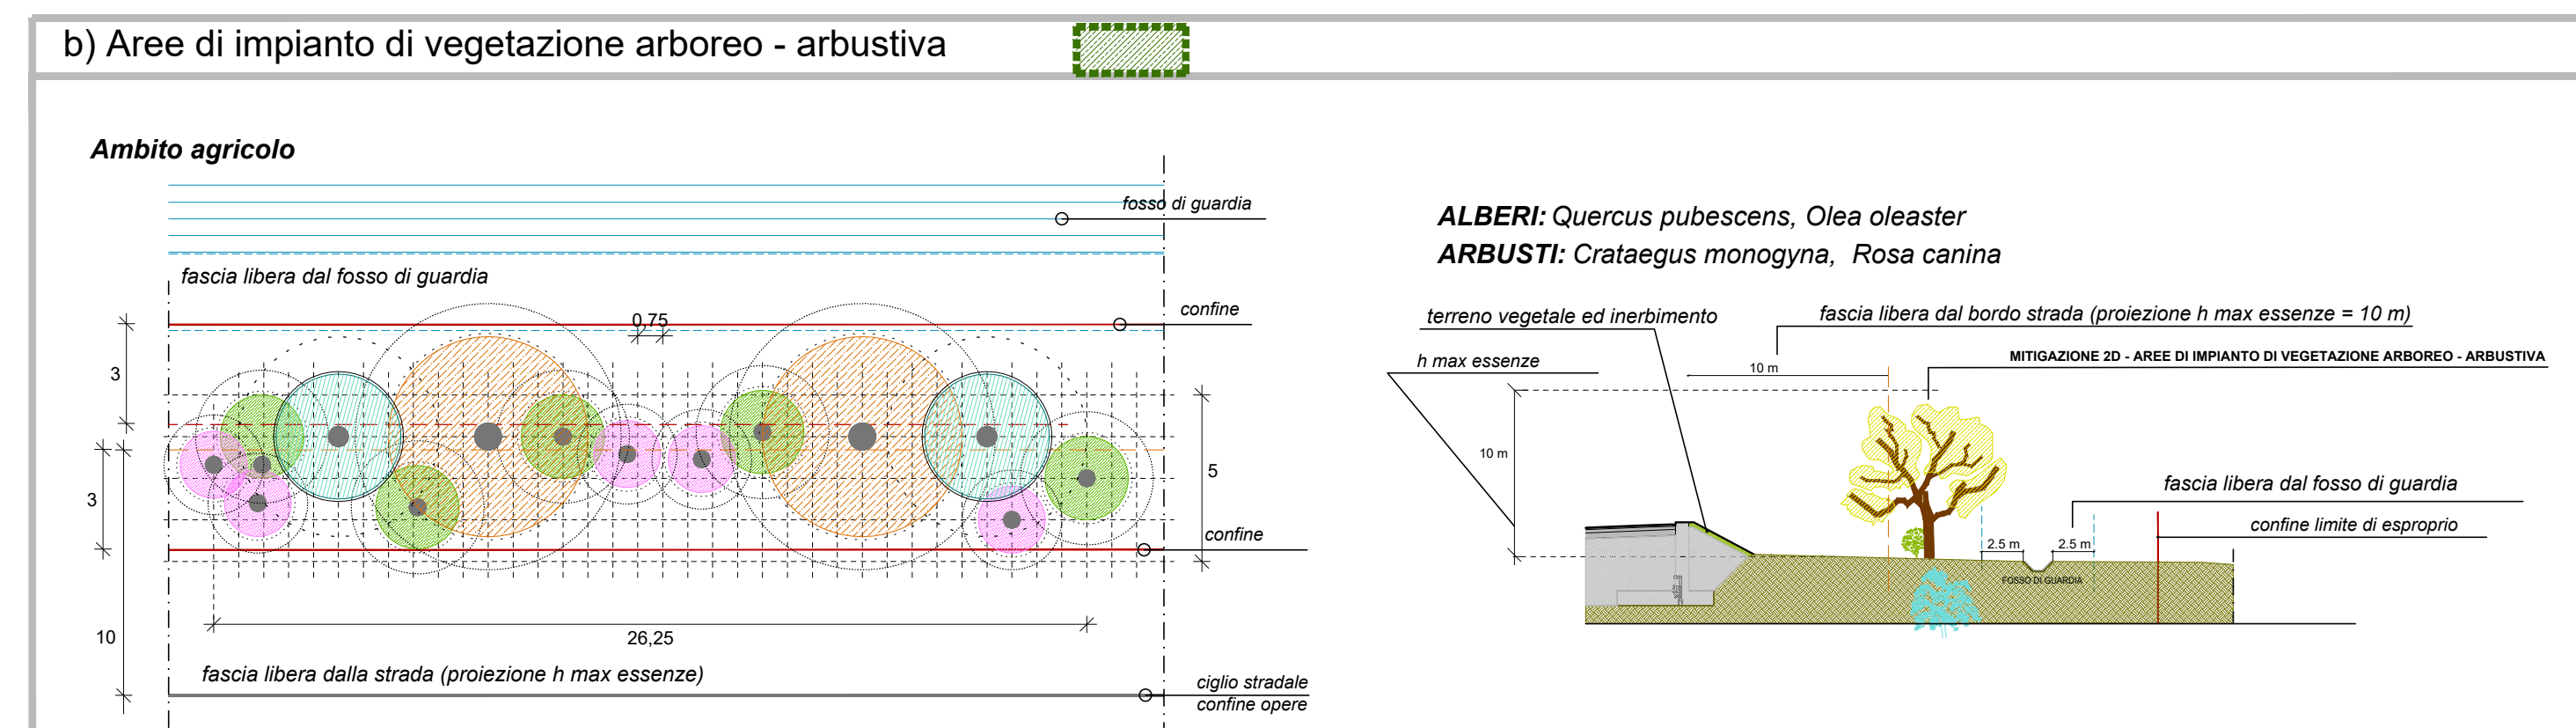 b) Aree di impianto di vegetazione arboreo - arbustiva
Ambito agricolo
fosso di guardia
fascia libera dal fosso di guardia
confine
0,75
3
3
5
10
confine
26,25
fascia libera dalla strada (proiezione h max essenze)
ciglio stradale
confine opere
ALBERI: Quercus pubescens, Olea oleaster
ARBUSTI: Crataegus monogyna, Rosa canina
terreno vegetale ed inerbimento
fascia libera dal bordo strada (proiezione h max essenze = 10 m)
h max essenze
MITIGAZIONE 2D - AREE DI IMPIANTO DI VEGETAZIONE ARBOREO - ARBUSTIVA
10 m
10 m
fascia libera dal fosso di guardia
confine limite di esproprio
2.5 m
2.5 m
FOSSO DI GUARDIA